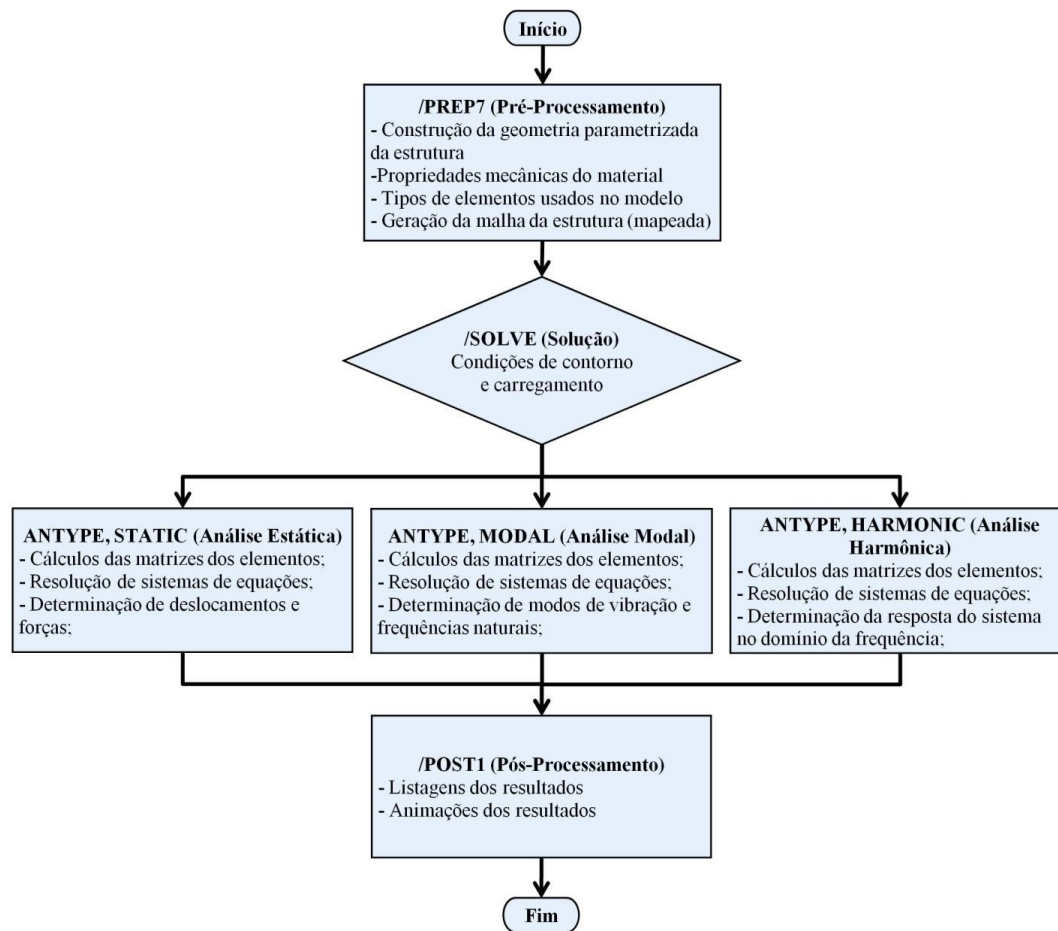 Início
/PREP7 (Pré-Processamento)
- Construção da geometria parametrizada
da estrutura
-Propriedades mecânicas do material
- Tipos de elementos usados no modelo
- Geração da malha da estrutura (mapeada)
/SOLVE (Solução)
Condições de contorno
e carregamento
ANTYPE, STATIC (Análise Estática)
- Cálculos das matrizes dos elementos;
- Resolução de sistemas de equações;
- Determinação de deslocamentos e
forças;
ANTYPE, MODAL (Análise Modal)
- Cálculos das matrizes dos elementos;
- Resolução de sistemas de equações;
- Determinação de modos de vibração e
frequências naturais;
ANTYPE, HARMONIC (Análise
Harmônica)
- Cálculos das matrizes dos elementos;
- Resolução de sistemas de equações;
- Determinação da resposta do sistema
no domínio da frequência;
/POST1 (Pós-Processamento)
- Listagens dos resultados
- Animações dos resultados
Fim